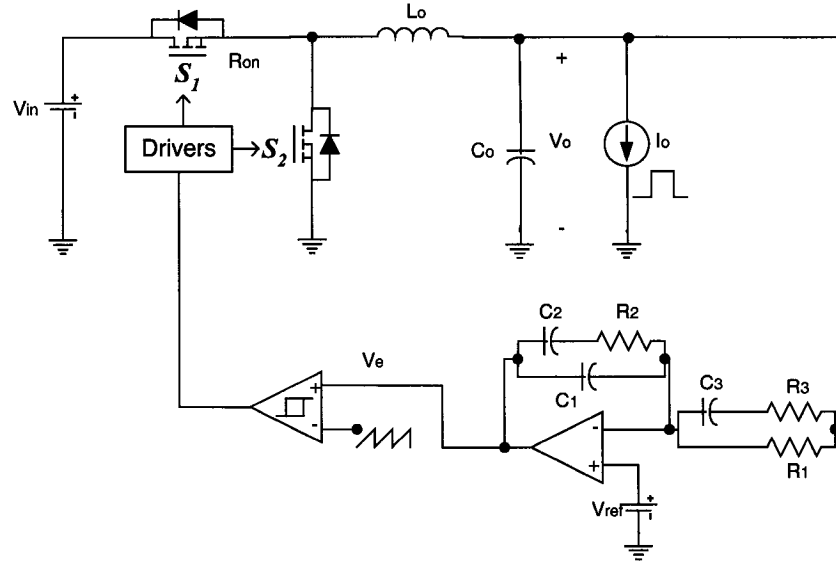 Lo
Ron
S1
Vin
+
-
Drivers
S2
Co
+
Vo
-
Io
C2
R2
C1
Ve
+
-
C3
R3
R1
-
+
Vref
+
-